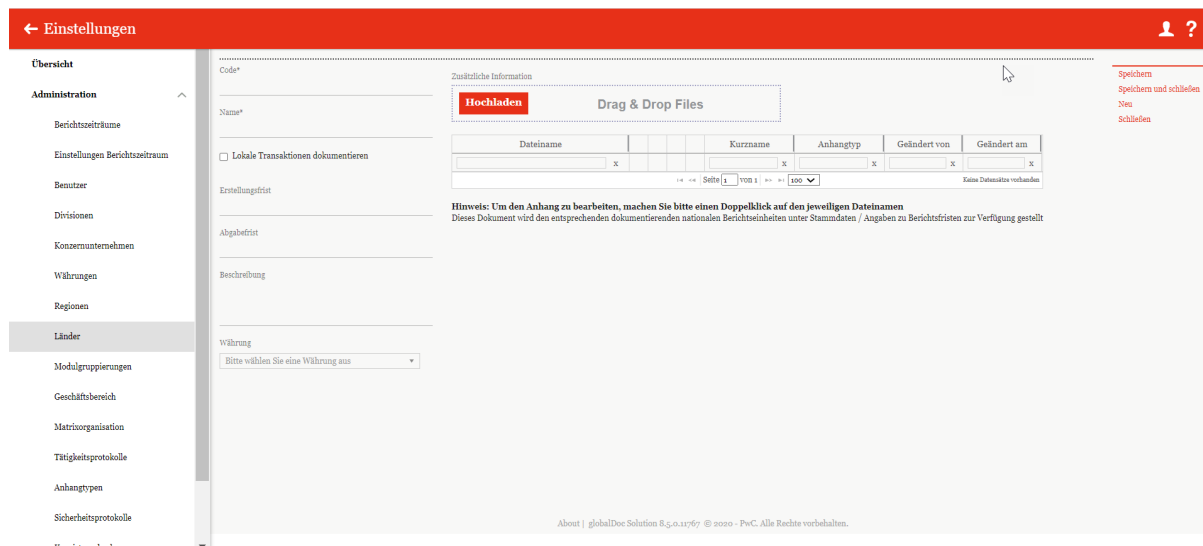 ← Einstellungen
?
Übersicht
Administration
Berichtszeiträume
Einstellungen Berichtszeitraum
Benutzer
Divisionen
Konzernunternehmen
Währungen
Regionen
Länder
Modulgruppierungen
Geschäftsbereich
Matrixorganisation
Tätigkeitsprotokolle
Anhangtypen
Sicherheitsprotokolle
Code*
Name*
Lokale Transaktionen dokumentieren
Erstellungsfrist
Abgabefrist
Beschreibung
Währung
Bitte wählen Sie eine Währung aus
Zusätzliche Information
Hochladen Drag & Drop Files
Dateiname Kurzname Anhangtyp Geändert von Geändert am
x x x x x
Seite 1 von 1 100 Keine Datensätze vorhanden
Hinweis: Um den Anhang zu bearbeiten, machen Sie bitte einen Doppelklick auf den jeweiligen Dateinamen
Dieses Dokument wird den entsprechenden dokumentierenden nationalen Berichtseinheiten unter Stammdaten / Angaben zu Berichtsfristen zur Verfügung gestellt
Speichern
Speichern und schließen
Neu
Schließen
About | globalDoc Solution 8.5.0.11767 © 2020 - PwC. Alle Rechte vorbehalten.